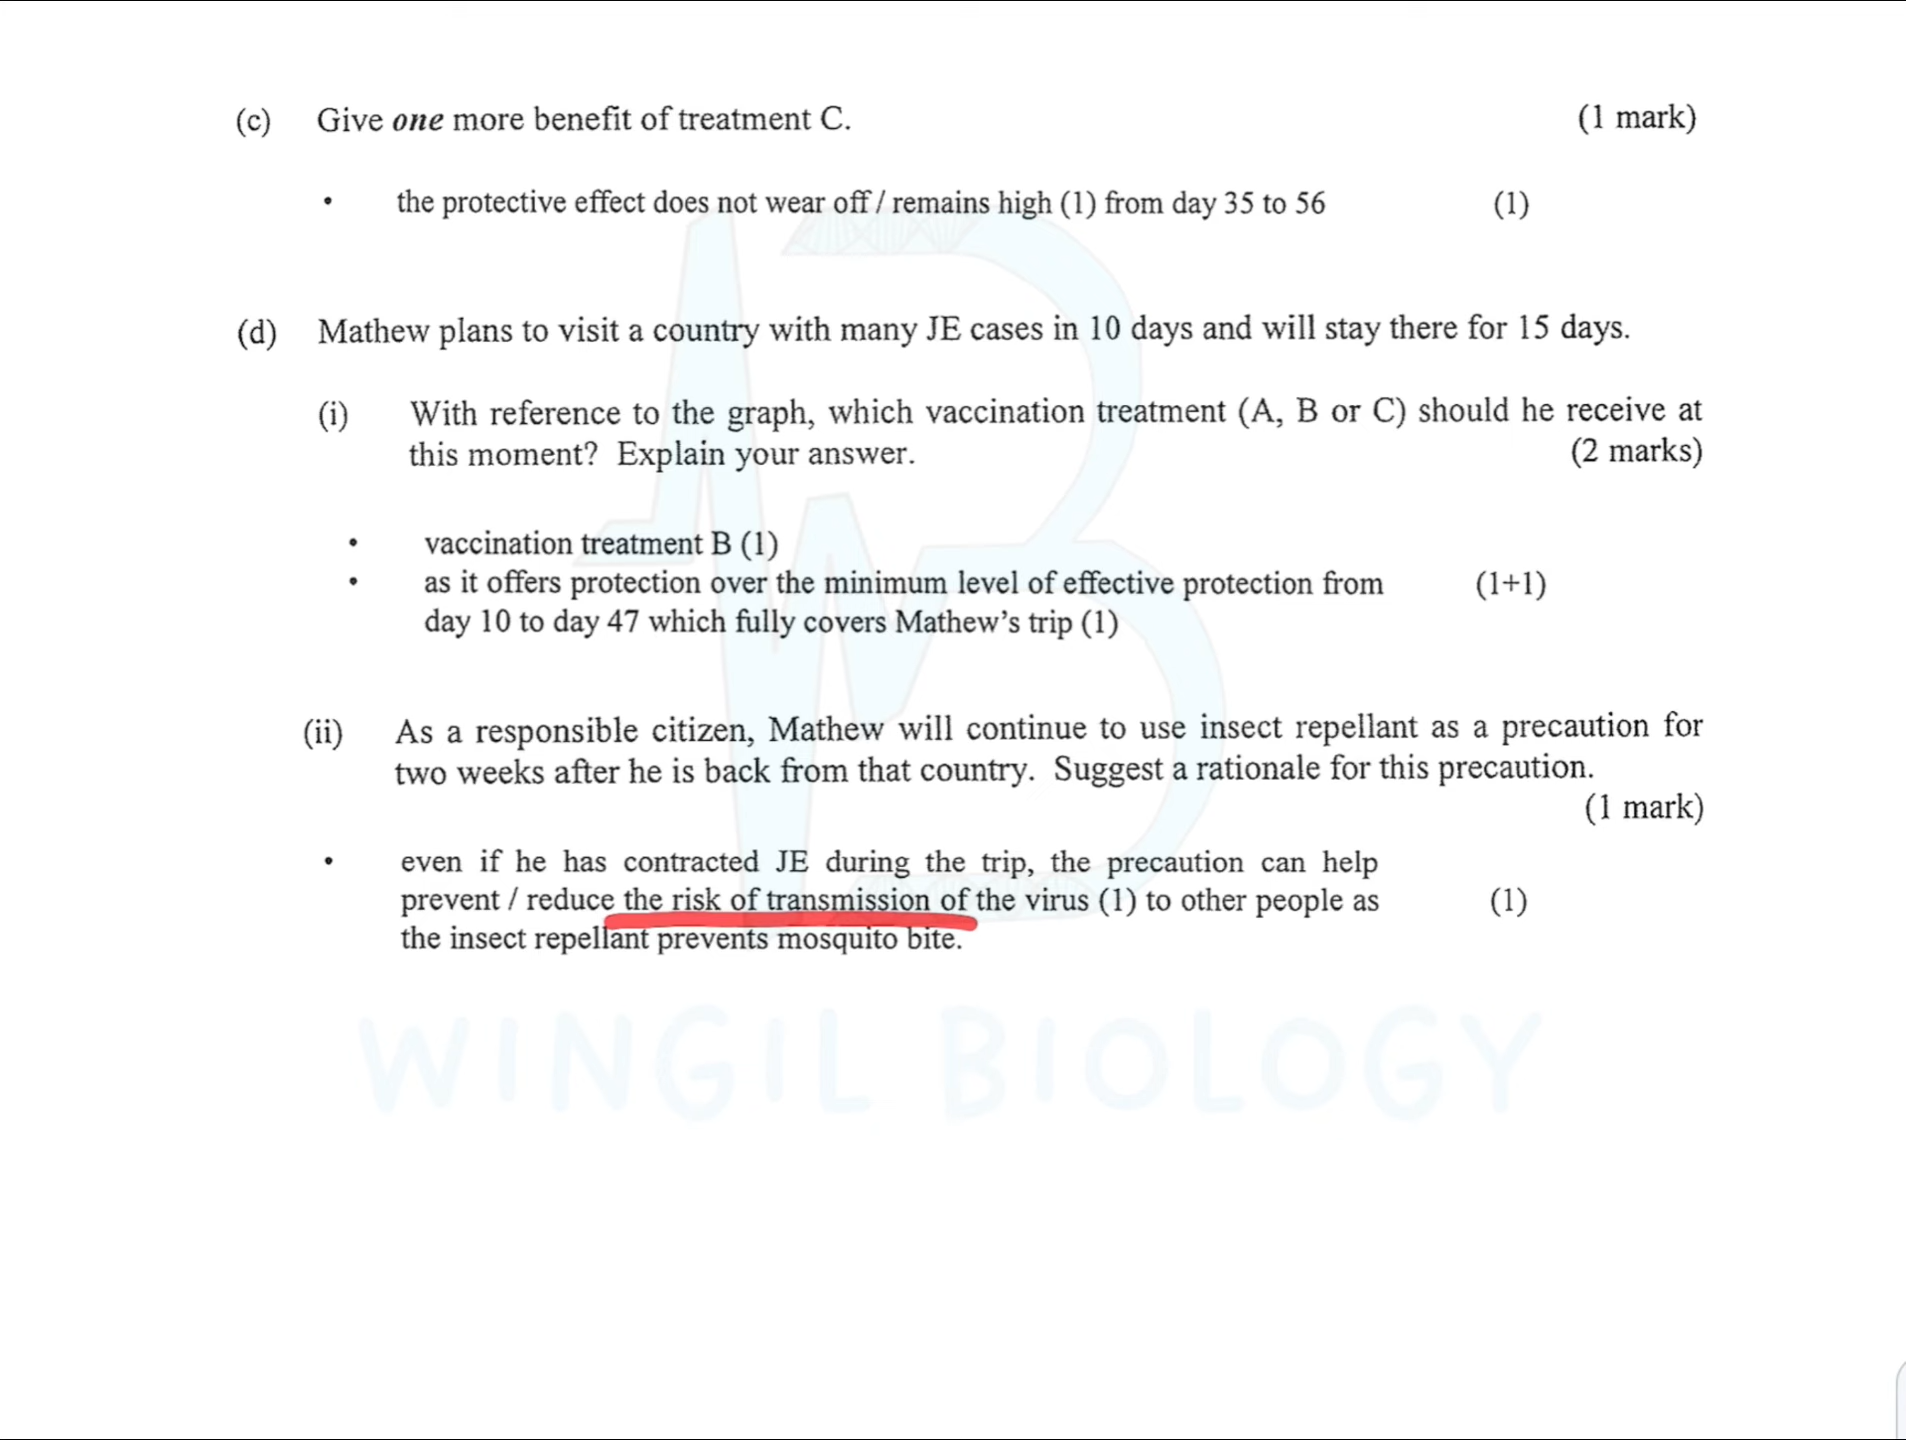 (c) Give one more benefit of treatment C. (1 mark)
• the protective effect does not wear off / remains high (1) from day 35 to 56 (1)
(d) Mathew plans to visit a country with many JE cases in 10 days and will stay there for 15 days.
(i) With reference to the graph, which vaccination treatment (A, B or C) should he receive at
this moment? Explain your answer. (2 marks)
• vaccination treatment B (1)
• as it offers protection over the minimum level of effective protection from (1+1)
day 10 to day 47 which fully covers Mathew's trip (1)
(ii) As a responsible citizen, Mathew will continue to use insect repellant as a precaution for
two weeks after he is back from that country. Suggest a rationale for this precaution.
(1 mark)
• even if he has contracted JE during the trip, the precaution can help
prevent / reduce the risk of transmission of the virus (1) to other people as (1)
the insect repellant prevents mosquito bite.
WINGIL BIOLOGY